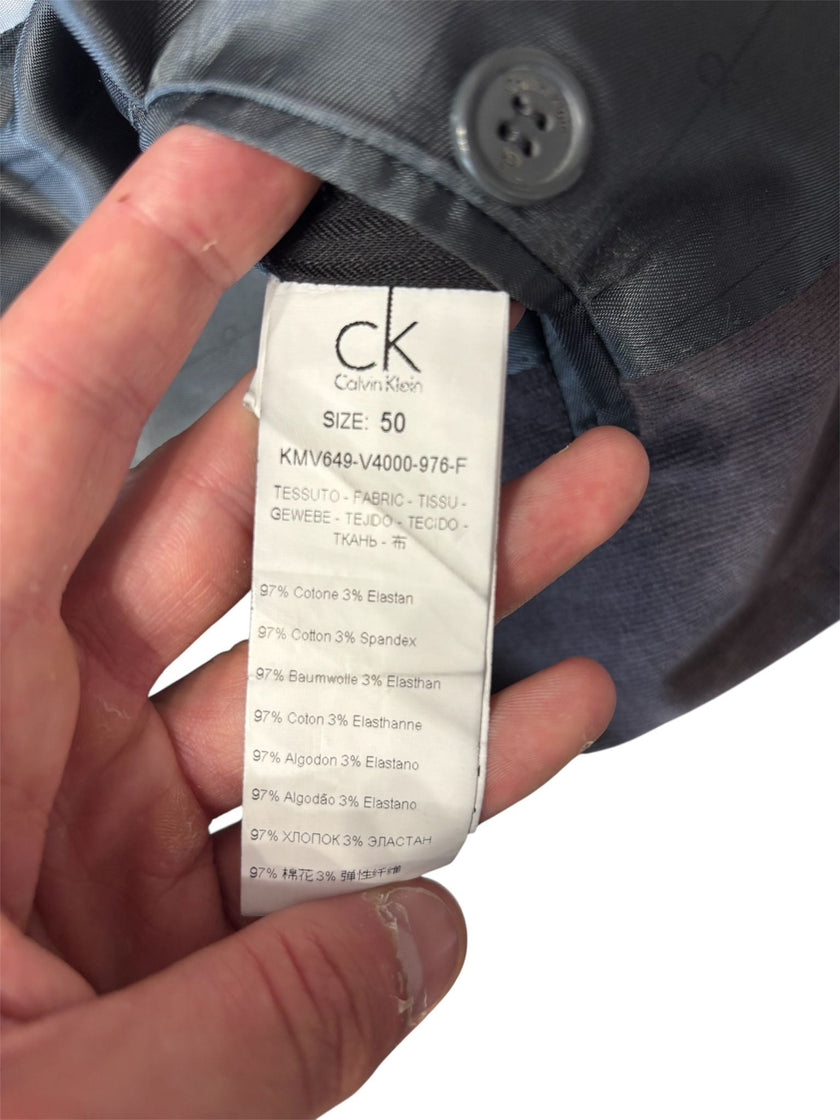 ck
Calvin Klein
SIZE: 50
KMV649-V4000-976-F
TESSUTO - FABRIC - TISSU -
GEWEBE - TEJIDO - TECIDO -
ТКАНЬ - 布
97% Cotone 3% Elastan
97% Cotton 3% Spandex
97% Baumwolle 3% Elasthan
97% Coton 3% Elasthanne
97% Algodon 3% Elastano
97% Algodão 3% Elastano
97% ХЛОПОК 3% ЭЛАСТАН
97% 棉花 3% 弹性纤维